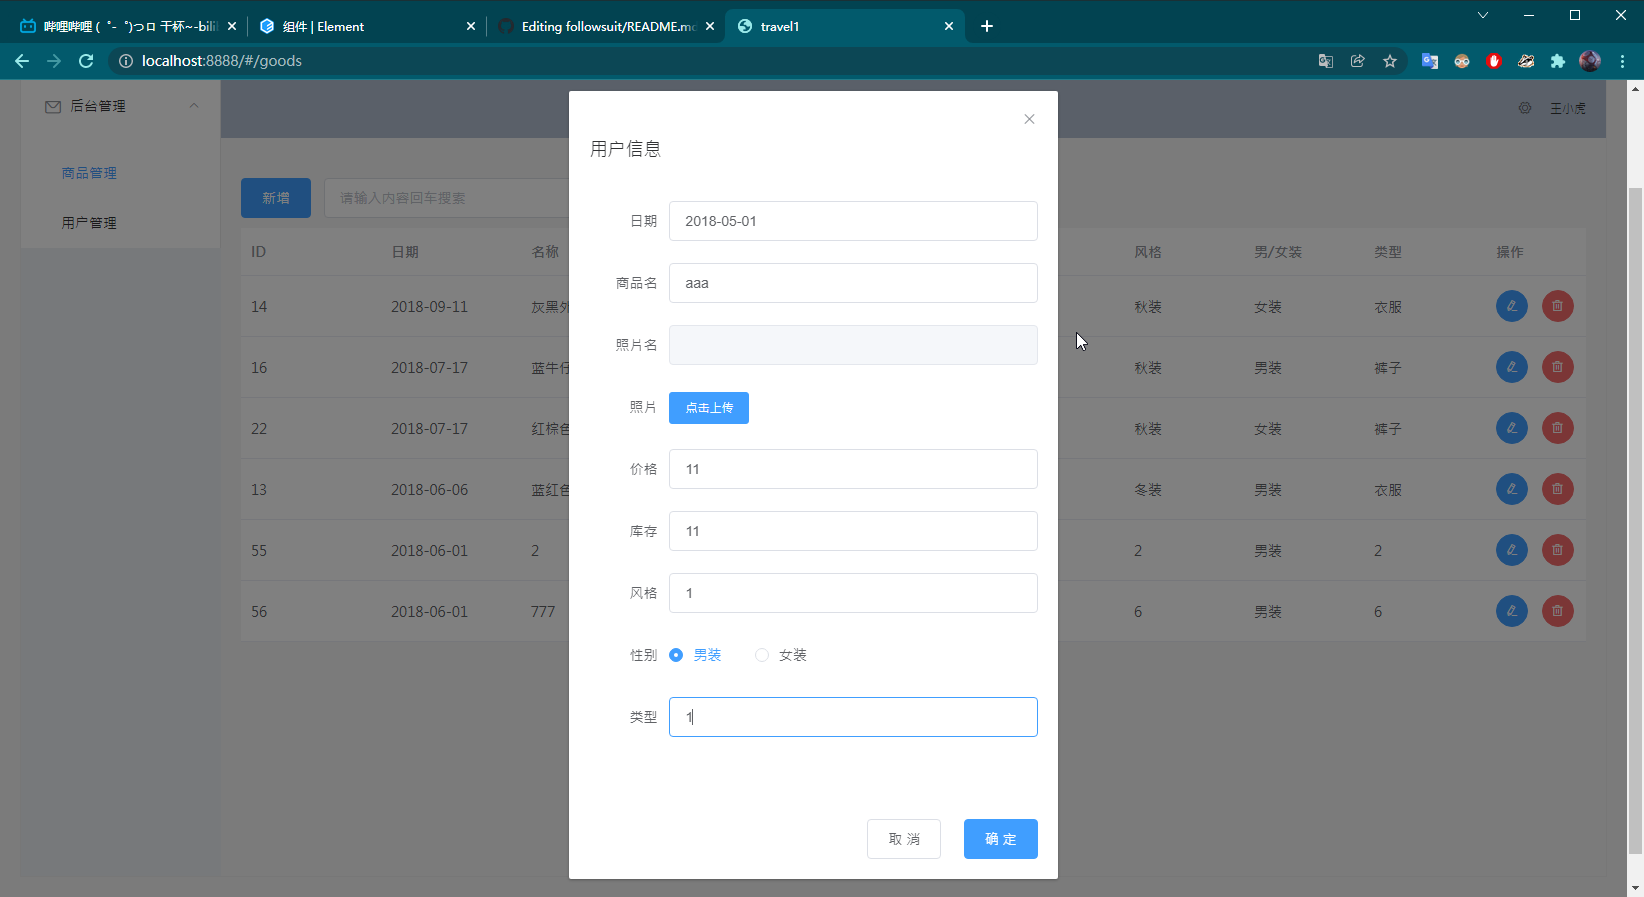 哔哩哔哩 (゜-゜)つロ 干杯~-bili
组件 | Element
Editing followsuit/README.md
travel1
localhost:8888/#/goods
后台管理
王小虎
商品管理
用户管理
新增
请输入内容回车搜索
ID 日期 名称 风格 男/女装 类型 操作
14 2018-09-11 灰黑外 秋装 女装 衣服
16 2018-07-17 蓝牛仔 秋装 男装 裤子
22 2018-07-17 红棕色 秋装 女装 裤子
13 2018-06-06 蓝红色 冬装 男装 衣服
55 2018-06-01 2 2 男装 2
56 2018-06-01 777 6 男装 6
用户信息
日期 2018-05-01
商品名 aaa
照片名
照片 点击上传
价格 11
库存 11
风格 1
性别 男装 女装
类型 1
取 消 确 定